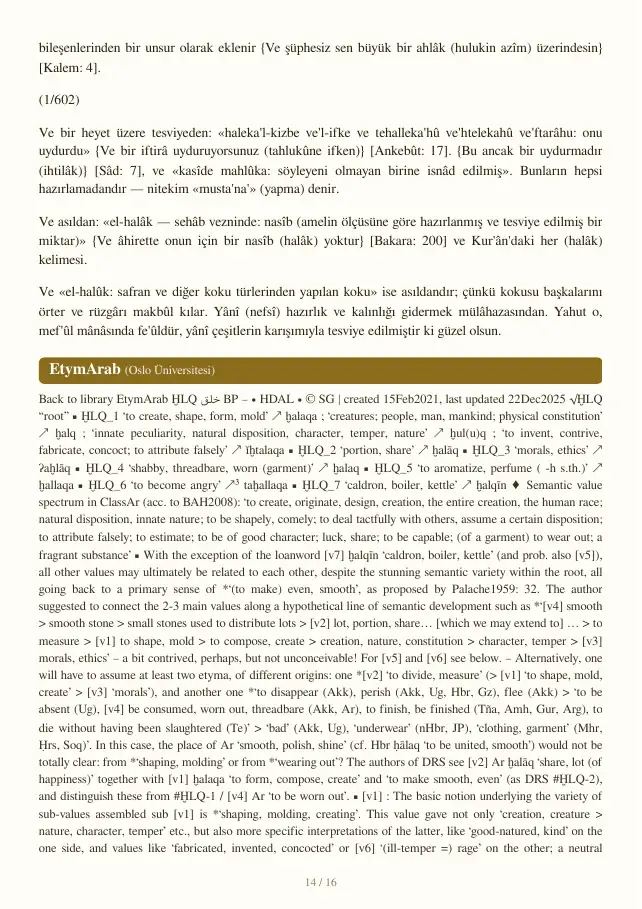 bileşenlerinden bir unsur olarak eklenir {Ve şüphesiz sen büyük bir ahlâk (hulukin azîm) üzerindesin}
[Kalem: 4].
(1/602)
Ve bir heyet üzere tesviyeden: «haleka'l-kizbe ve'l-ifke ve tehalleka'hû ve'htelekahû ve'ftarâhu: onu
uydurdu» {Ve bir iftirâ uyduruyorsunuz (tahlukûne ifken)} [Ankebût: 17]. {Bu ancak bir uydurmadır
(ihtilâk)} [Sâd: 7], ve «kasîde mahlûka: söyleyeni olmayan birine isnâd edilmiş». Bunların hepsi
hazırlamadandır — nitekim «musta'na'» (yapma) denir.
Ve asıldan: «el-halâk — sehâb vezninde: nasîb (amelin ölçüsüne göre hazırlanmış ve tesviye edilmiş bir
miktar)» {Ve âhirette onun için bir nasîb (halâk) yoktur} [Bakara: 200] ve Kur'ân'daki her (halâk)
kelimesi.
Ve «el-halûk: safran ve diğer koku türlerinden yapılan koku» ise asıldandır; çünkü kokusu başkalarını
örter ve rüzgârı makbûl kılar. Yânî (nefsî) hazırlık ve kalınlığı gidermek mülâhazasından. Yahut o,
mef'ûl mânâsında fe'ûldür, yânî çeşitlerin karışımıyla tesviye edilmiştir ki güzel olsun.
EtymArab (Oslo Üniversitesi)
Back to library EtymArab ḪLQ خلق BP – • HDAL • © SG | created 15Feb2021, last updated 22Dec2025 √ḪLQ
“root” ▪ ḪLQ_1 ‘to create, shape, form, mold’ ↗ ḫalaqa ; ‘creatures; people, man, mankind; physical constitution’
↗ ḫalq ; ‘innate peculiarity, natural disposition, character, temper, nature’ ↗ ḫul(u)q ; ‘to invent, contrive,
fabricate, concoct; to attribute falsely’ ↗ ĭḫtalaqa ▪ ḪLQ_2 ‘portion, share’ ↗ ḫalāq ▪ ḪLQ_3 ‘morals, ethics’ ↗
ʔaḫlāq ▪ ḪLQ_4 ‘shabby, threadbare, worn (garment)’ ↗ ḫalaq ▪ ḪLQ_5 ‘to aromatize, perfume ( -h s.th.)’ ↗
ḫallaqa ▪ ḪLQ_6 ‘to become angry’ ↗³ taḫallaqa ▪ ḪLQ_7 ‘caldron, boiler, kettle’ ↗ ḫalqīn ♦ Semantic value
spectrum in ClassAr (acc. to BAH2008): ‘to create, originate, design, creation, the entire creation, the human race;
natural disposition, innate nature; to be shapely, comely; to deal tactfully with others, assume a certain disposition;
to attribute falsely; to estimate; to be of good character; luck, share; to be capable; (of a garment) to wear out; a
fragrant substance’ ▪ With the exception of the loanword [v7] ḫalqīn ‘caldron, boiler, kettle’ (and prob. also [v5]),
all other values may ultimately be related to each other, despite the stunning semantic variety within the root, all
going back to a primary sense of *‘(to make) even, smooth’, as proposed by Palache1959: 32. The author
suggested to connect the 2-3 main values along a hypothetical line of semantic development such as *‘[v4] smooth
> smooth stone > small stones used to distribute lots > [v2] lot, portion, share… [which we may extend to] … > to
measure > [v1] to shape, mold > to compose, create > creation, nature, constitution > character, temper > [v3]
morals, ethics’ – a bit contrived, perhaps, but not unconceivable! For [v5] and [v6] see below. – Alternatively, one
will have to assume at least two etyma, of different origins: one *[v2] ‘to divide, measure’ (> [v1] ‘to shape, mold,
create’ > [v3] ‘morals’), and another one *‘to disappear (Akk), perish (Akk, Ug, Hbr, Gz), flee (Akk) > ‘to be
absent (Ug), [v4] be consumed, worn out, threadbare (Akk, Ar), to finish, be finished (Tña, Amh, Gur, Arg), to
die without having been slaughtered (Te)’ > ‘bad’ (Akk, Ug), ‘underwear’ (nHbr, JP), ‘clothing, garment’ (Mhr,
Ḥrs, Soq)’. In this case, the place of Ar ‘smooth, polish, shine’ (cf. Hbr ḥālaq ‘to be united, smooth’) would not be
totally clear: from *‘shaping, molding’ or from *‘wearing out’? The authors of DRS see [v2] Ar ḫalāq ‘share, lot (of
happiness)’ together with [v1] ḫalaqa ‘to form, compose, create’ and ‘to make smooth, even’ (as DRS #ḪLQ-2),
and distinguish these from #ḪLQ-1 / [v4] Ar ‘to be worn out’. ▪ [v1] : The basic notion underlying the variety of
sub-values assembled sub [v1] is *‘shaping, molding, creating’. This value gave not only ‘creation, creature >
nature, character, temper’ etc., but also more specific interpretations of the latter, like ‘good-natured, kind’ on the
one side, and values like ‘fabricated, invented, concocted’ or [v6] ‘(ill-temper =) rage’ on the other; a neutral
14 / 16